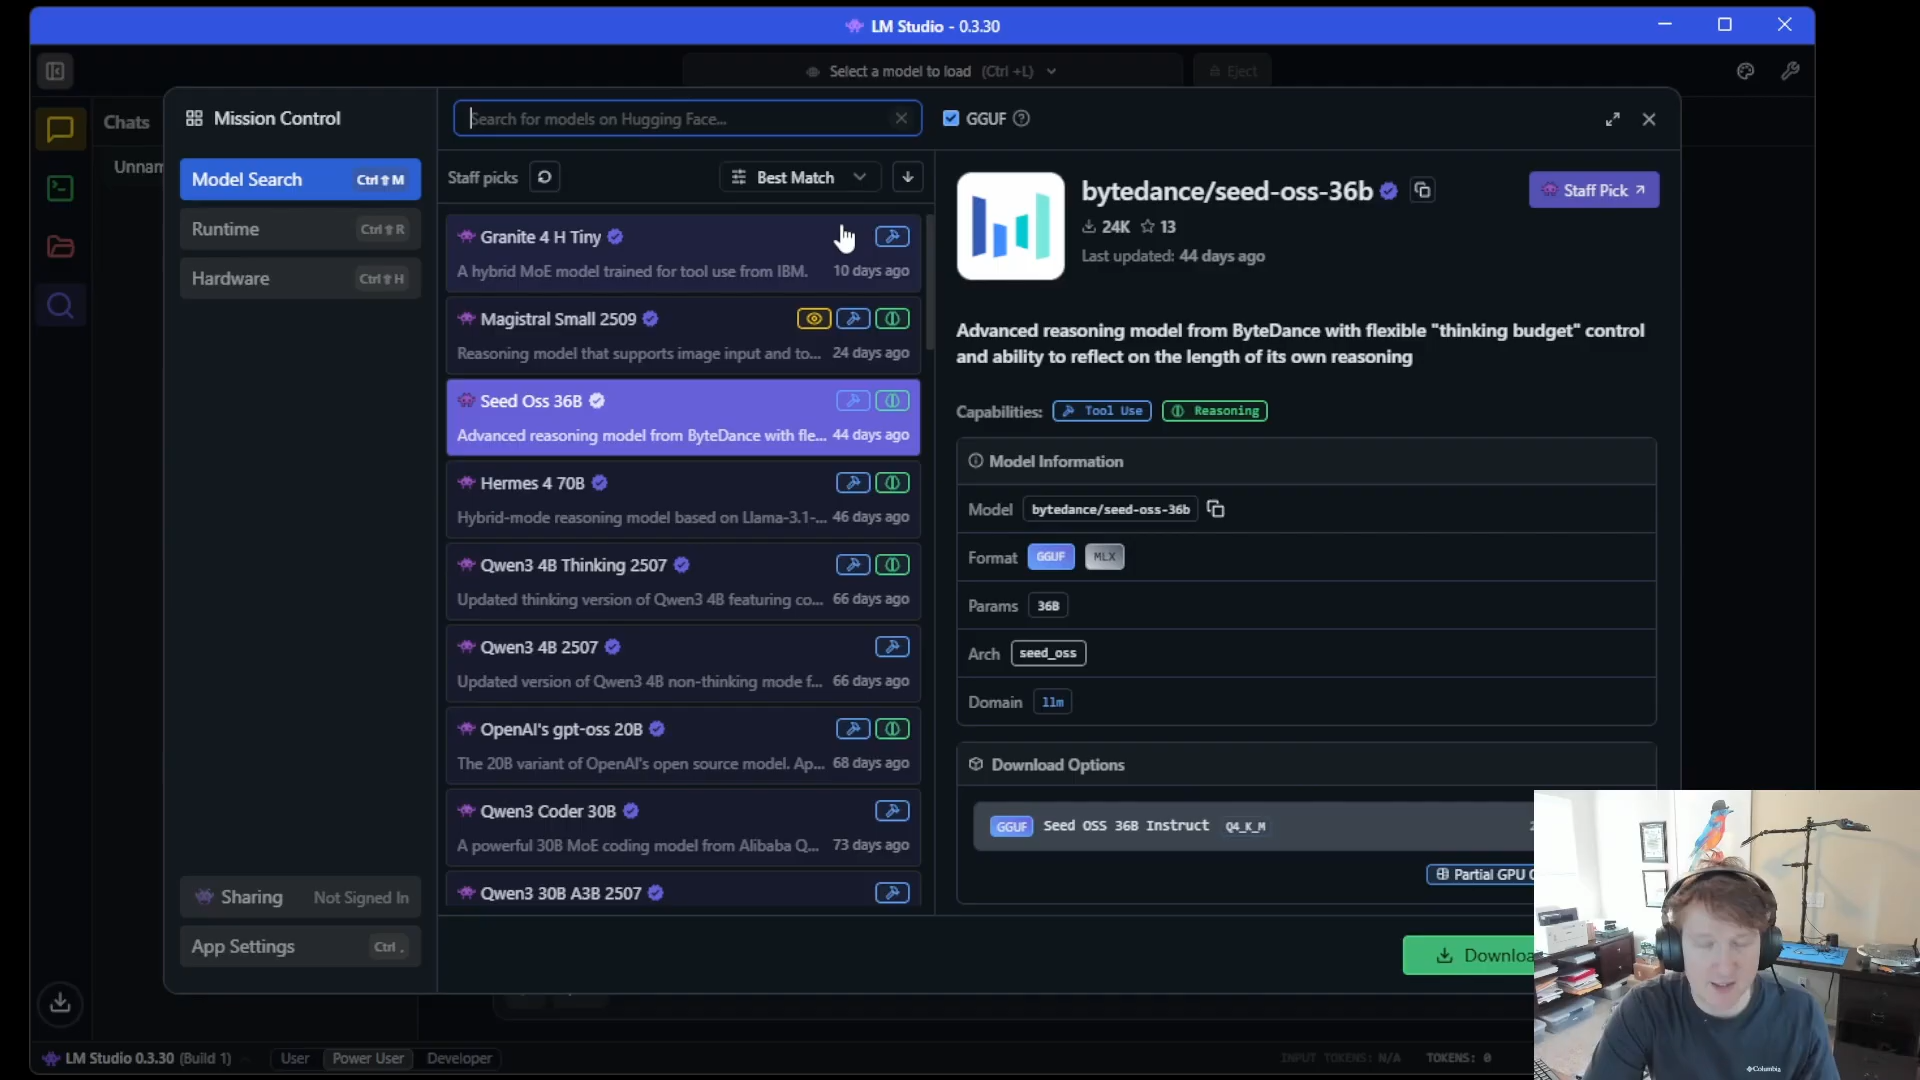 LM Studio - 0.3.30
Select a model to load (Ctrl +L)
Eject
Chats
Unnam
Mission Control
Model Search Ctrl⇧M
Runtime Ctrl⇧R
Hardware Ctrl⇧H
Sharing Not Signed In
App Settings Ctrl .
Search for models on Hugging Face...
GGUF
Staff picks
Best Match
Granite 4 H Tiny
A hybrid MoE model trained for tool use from IBM. 10 days ago
Magistral Small 2509
Reasoning model that supports image input and to... 24 days ago
Seed Oss 36B
Advanced reasoning model from ByteDance with fle... 44 days ago
Hermes 4 70B
Hybrid-mode reasoning model based on Llama-3.1-... 46 days ago
Qwen3 4B Thinking 2507
Updated thinking version of Qwen3 4B featuring co... 66 days ago
Qwen3 4B 2507
Updated version of Qwen3 4B non-thinking mode f... 66 days ago
OpenAI's gpt-oss 20B
The 20B variant of OpenAI's open source model. Ap... 68 days ago
Qwen3 Coder 30B
A powerful 30B MoE coding model from Alibaba Q... 73 days ago
Qwen3 30B A3B 2507
bytedance/seed-oss-36b
Staff Pick
24K 13
Last updated: 44 days ago
Advanced reasoning model from ByteDance with flexible "thinking budget" control
and ability to reflect on the length of its own reasoning
Capabilities: Tool Use Reasoning
Model Information
Model bytedance/seed-oss-36b
Format GGUF MLX
Params 36B
Arch seed_oss
Domain llm
Download Options
GGUF Seed OSS 36B Instruct Q4_K_M
Partial GPU
Downloa
LM Studio 0.3.30 (Build 1)
User Power User Developer
INPUT TOKENS: N/A TOKENS: 0
Columbia